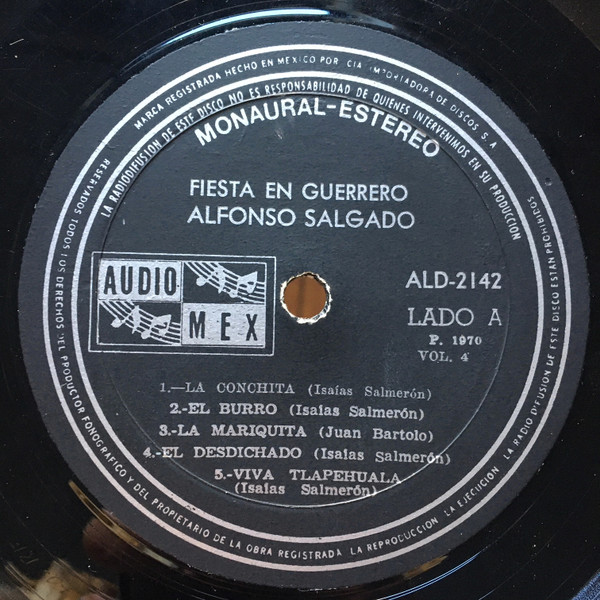 MARCA REGISTRADA HECHO EN MEXICO POR CIA. IMPORTADORA DE DISCOS S.A
LA RADIODIFUSION DE ESTE DISCO NO ES RESPONSABILIDAD DE QUIENES INTERVENIMOS EN SU PRODUCCION
MONAURAL-ESTEREO
FIESTA EN GUERRERO
ALFONSO SALGADO
AUDIO
MEX
ALD-2142
LADO A
P. 1970
VOL. 4
1.—LA CONCHITA (Isaías Salmerón)
2.-EL BURRO (Isaías Salmerón)
3.-LA MARIQUITA (Juan Bartolo)
4.-EL DESDICHADO (Isaías Salmerón)
5.-VIVA TLAPEHUALA
(Isaías Salmerón)
RESERVADOS TODOS LOS DERECHOS DEL PRODUCTOR FONOGRAFICO Y DEL PROPIETARIO DE LA OBRA REGISTRADA LA REPRODUCCION LA EJECUCION LA RADIO DIFUSION DE ESTE DISCO ESTAN PROHIBIDOS